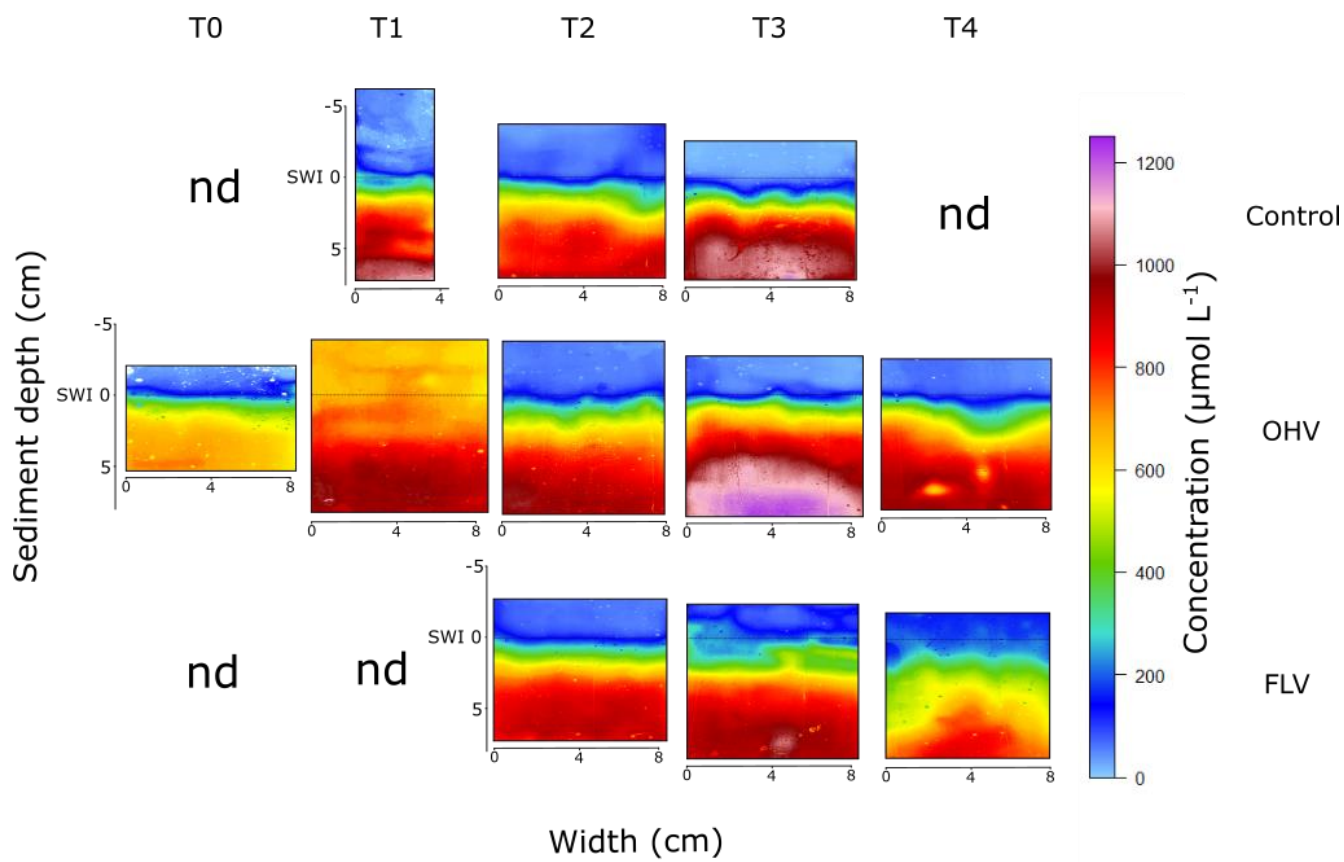 T0 T1 T2 T3 T4
-5
SWI 0
5
nd
nd
0 4
0 8
0 4 8
Control
-5
SWI 0
5
0 4 8
0 4 8
0 4 8
0 4 8
0 4 8
OHV
-5
SWI 0
5
nd
nd
0 4 8
0 4 8
0 4 8
FLV
Sediment depth (cm)
Width (cm)
1200
1000
800
600
400
200
0
Concentration (µmol L⁻¹)